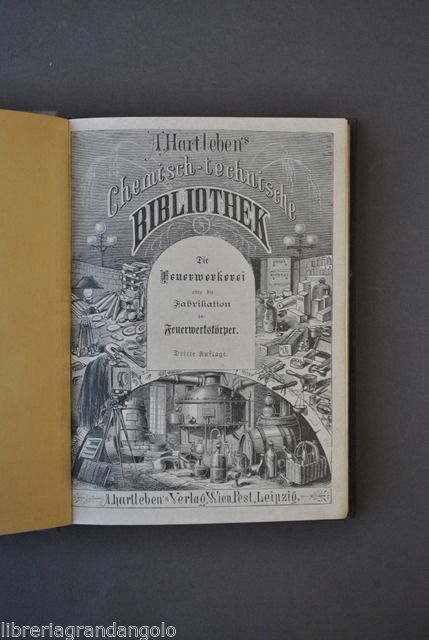 A. Hartleben's
Chemisch-technische
BIBLIOTHEK
Die
Feuerwerkerei
oder die
Fabrikation
der
Feuerwerkskörper.
Dritte Auflage.
A. Hartleben's Verlag, Wien, Pest, Leipzig.
libreriagrandangolo